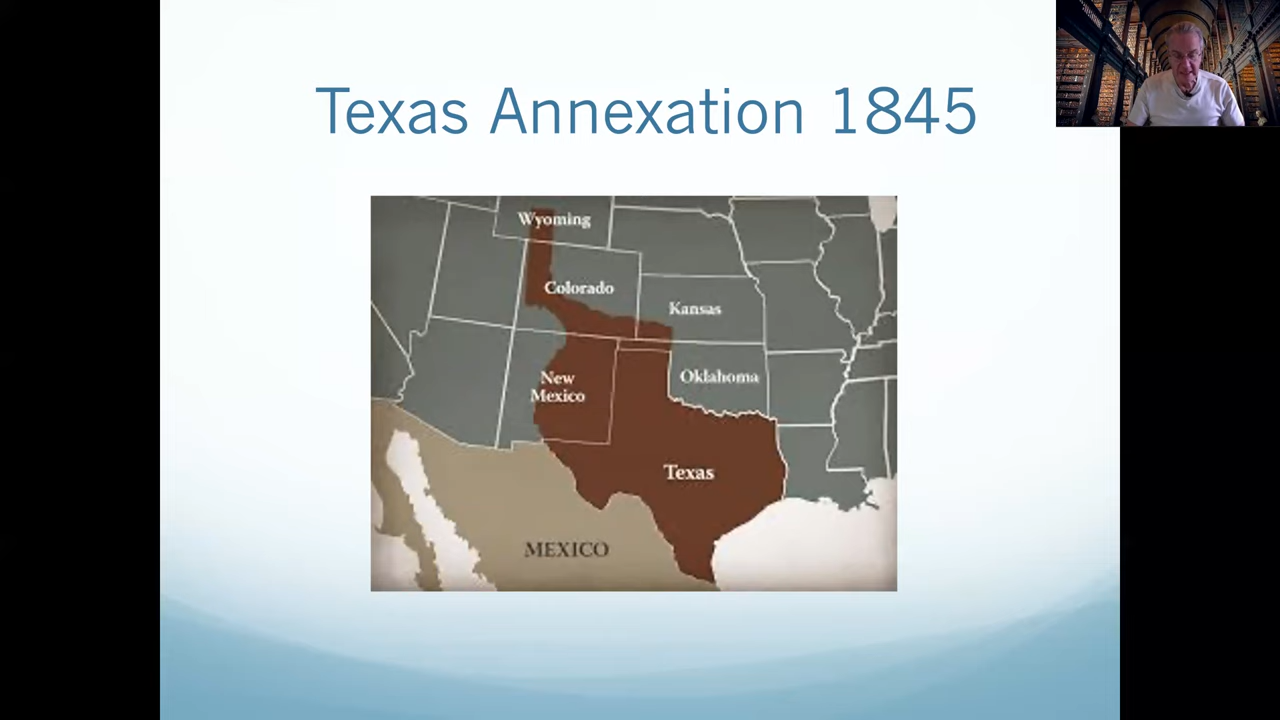 Texas Annexation 1845
Wyoming
Colorado
Kansas
New
Mexico
Oklahoma
Texas
MEXICO